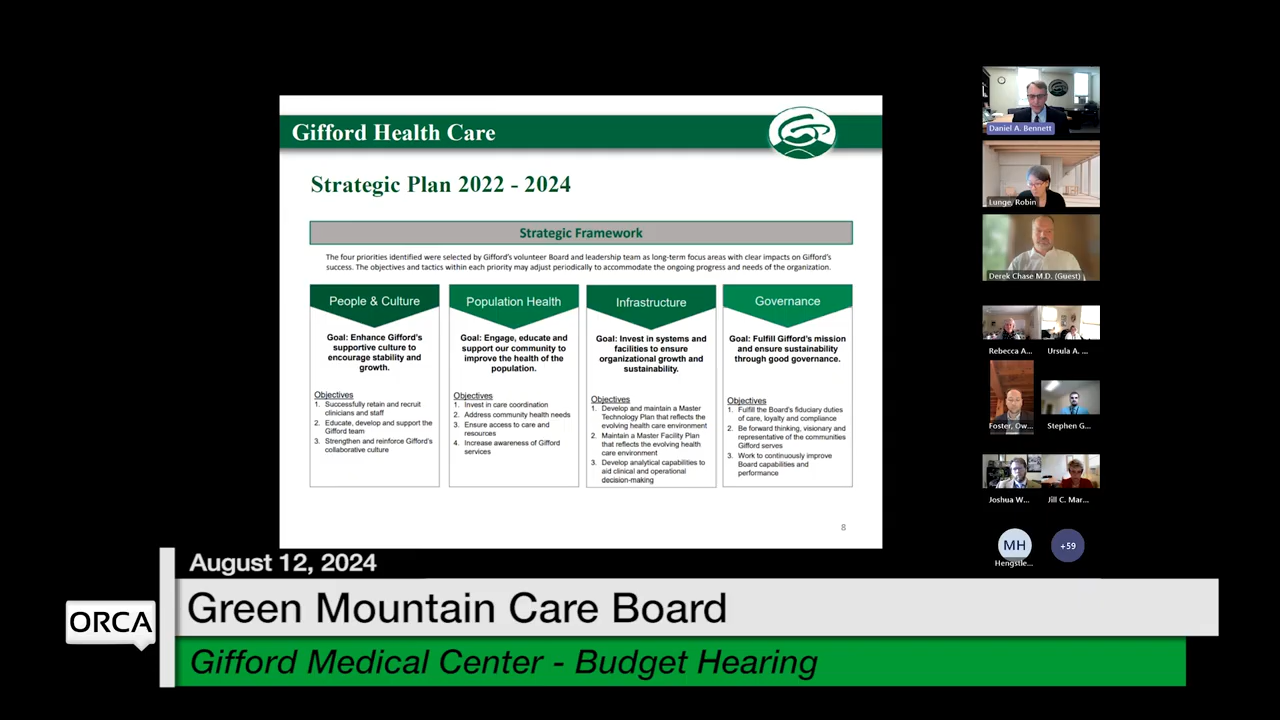 Gifford Health Care
Strategic Plan 2022 - 2024
Strategic Framework
The four priorities identified were selected by Gifford's volunteer Board and leadership team as long-term focus areas with clear impacts on Gifford's
success. The objectives and tactics within each priority may adjust periodically to accommodate the ongoing progress and needs of the organization.
People & Culture
Goal: Enhance Gifford's
supportive culture to
encourage stability and
growth.
Objectives
1. Successfully retain and recruit
clinicians and staff
2. Educate, develop and support the
Gifford team
3. Strengthen and reinforce Gifford's
collaborative culture
Population Health
Goal: Engage, educate and
support our community to
improve the health of the
population.
Objectives
1. Invest in care coordination
2. Address community health needs
3. Ensure access to care and
resources
4. Increase awareness of Gifford
services
Infrastructure
Goal: Invest in systems and
facilities to ensure
organizational growth and
sustainability.
Objectives
1. Develop and maintain a Master
Technology Plan that reflects the
evolving health care environment
2. Maintain a Master Facility Plan
that reflects the evolving health
care environment
3. Develop analytical capabilities to
aid clinical and operational
decision-making
Governance
Goal: Fulfill Gifford's mission
and ensure sustainability
through good governance.
Objectives
1. Fulfill the Board's fiduciary duties
of care, loyalty and compliance
2. Be forward thinking, visionary and
representative of the communities
Gifford serves
3. Work to continuously improve
Board capabilities and
performance
8
Daniel A. Bennett
Lunge, Robin
Derek Chase M.D. (Guest)
Rebecca A...
Ursula A. ...
Foster, Ow...
Stephen G...
Joshua W...
Jill C. Mar...
MH
+59
Hengstle...
August 12, 2024
ORCA
Green Mountain Care Board
Gifford Medical Center - Budget Hearing